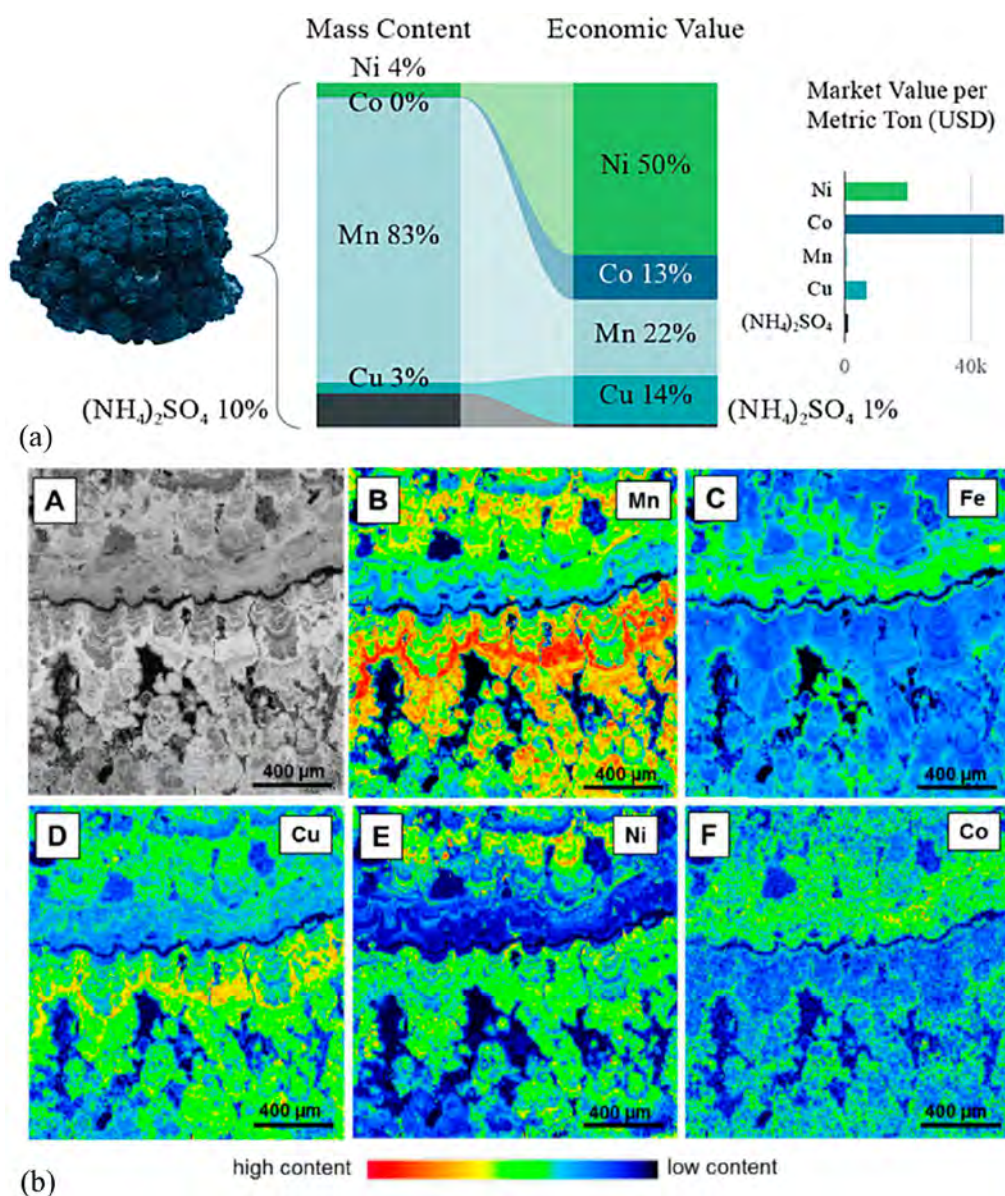 Mass Content
Economic Value
Ni 4%
Co 0%
Mn 83%
Cu 3%
(NH₄)₂SO₄ 10%
Ni 50%
Co 13%
Mn 22%
Cu 14%
(NH₄)₂SO₄ 1%
Market Value per
Metric Ton (USD)
Ni
Co
Mn
Cu
(NH₄)₂SO₄
0
40k
(a)
A
400 μm
B
Mn
400 μm
C
Fe
400 μm
D
Cu
400 μm
E
Ni
400 μm
F
Co
400 μm
high content
low content
(b)